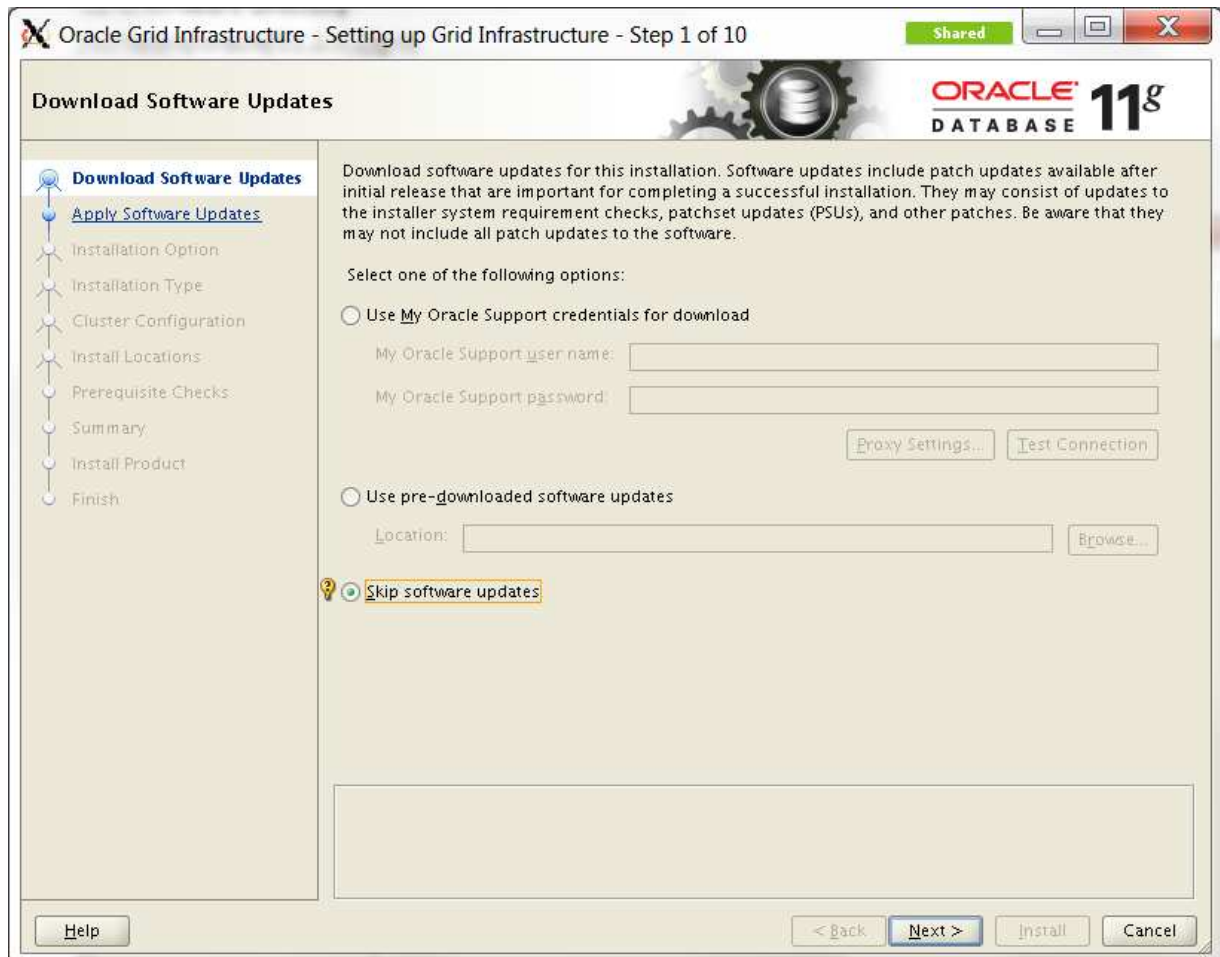 Oracle Grid Infrastructure - Setting up Grid Infrastructure - Step 1 of 10
Shared
Download Software Updates
ORACLE
DATABASE
11g
Download Software Updates
Apply Software Updates
Installation Option
Installation Type
Cluster Configuration
Install Locations
Prerequisite Checks
Summary
Install Product
Finish
Download software updates for this installation. Software updates include patch updates available after
initial release that are important for completing a successful installation. They may consist of updates to
the installer system requirement checks, patchset updates (PSUs), and other patches. Be aware that they
may not include all patch updates to the software.
Select one of the following options:
Use My Oracle Support credentials for download
My Oracle Support user name:
My Oracle Support password:
Proxy Settings...
Test Connection
Use pre-downloaded software updates
Location:
Browse...
Skip software updates
Help
< Back
Next >
Install
Cancel